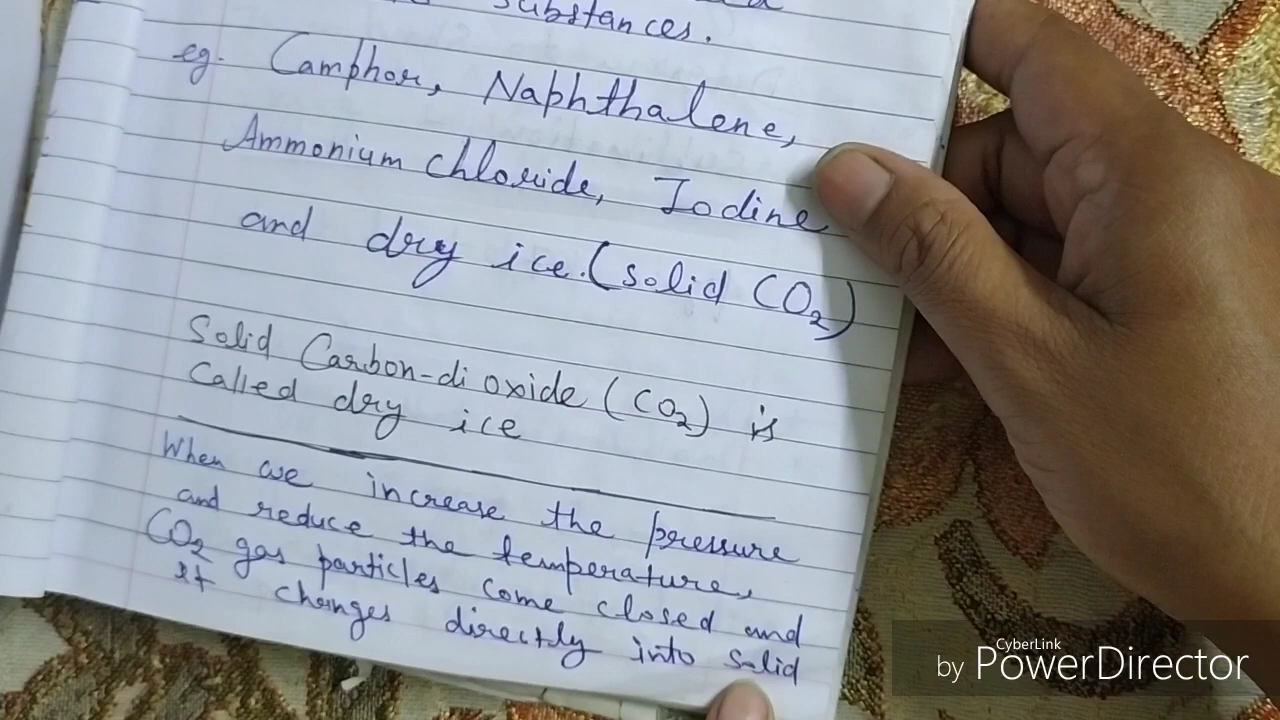 substances.
eg. Camphor, Naphthalene,
Ammonium chloride, Iodine
and dry ice. (solid CO2)
Solid Carbon-di oxide (CO2) is
Called dry ice
When we increase the pressure
and reduce the temperature,
CO2 gas particles come closed and
it changes directly into solid
CyberLink
by PowerDirector